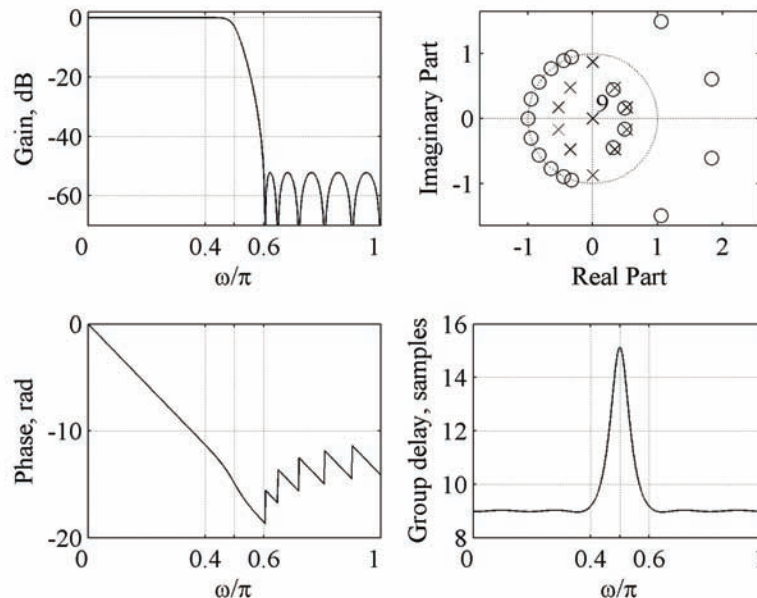 0
-20
-40
-60
Gain, dB
0 0.4 0.6 1
ω/π
1
0
-1
Imaginary Part
9
-1 0 1 2
Real Part
0
-10
-20
Phase, rad
0 0.4 0.6 1
ω/π
16
14
12
10
8
Group delay, samples
0 0.4 0.6 1
ω/π